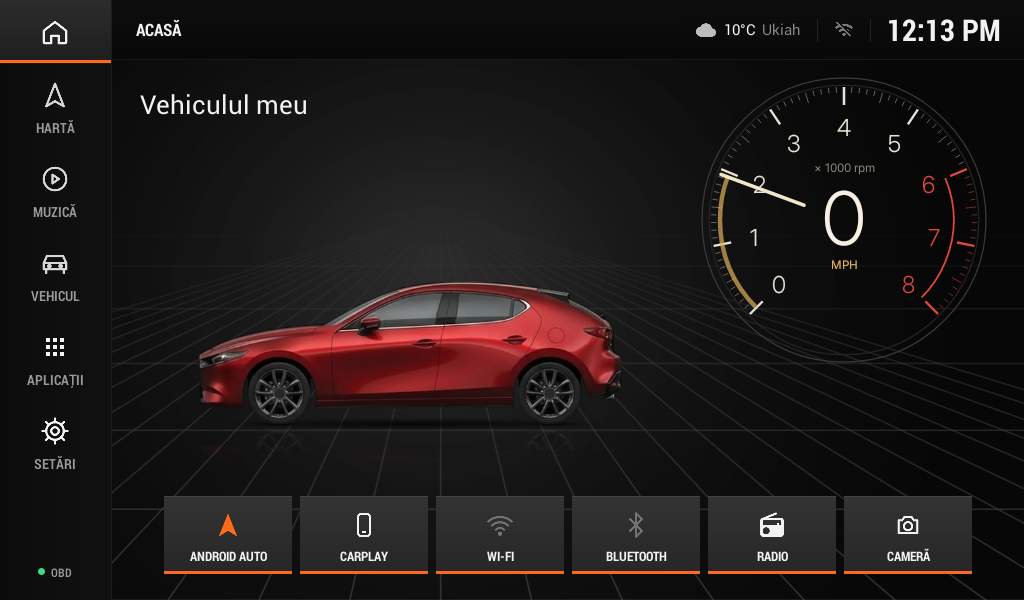 ACASĂ
10°C Ukiah
12:13 PM
HARTĂ
MUZICĂ
VEHICUL
APLICAȚII
SETĂRI
OBD
Vehiculul meu
0
1
2
3
4
5
6
7
8
× 1000 rpm
0
MPH
ANDROID AUTO
CARPLAY
WI-FI
BLUETOOTH
RADIO
CAMERĂ